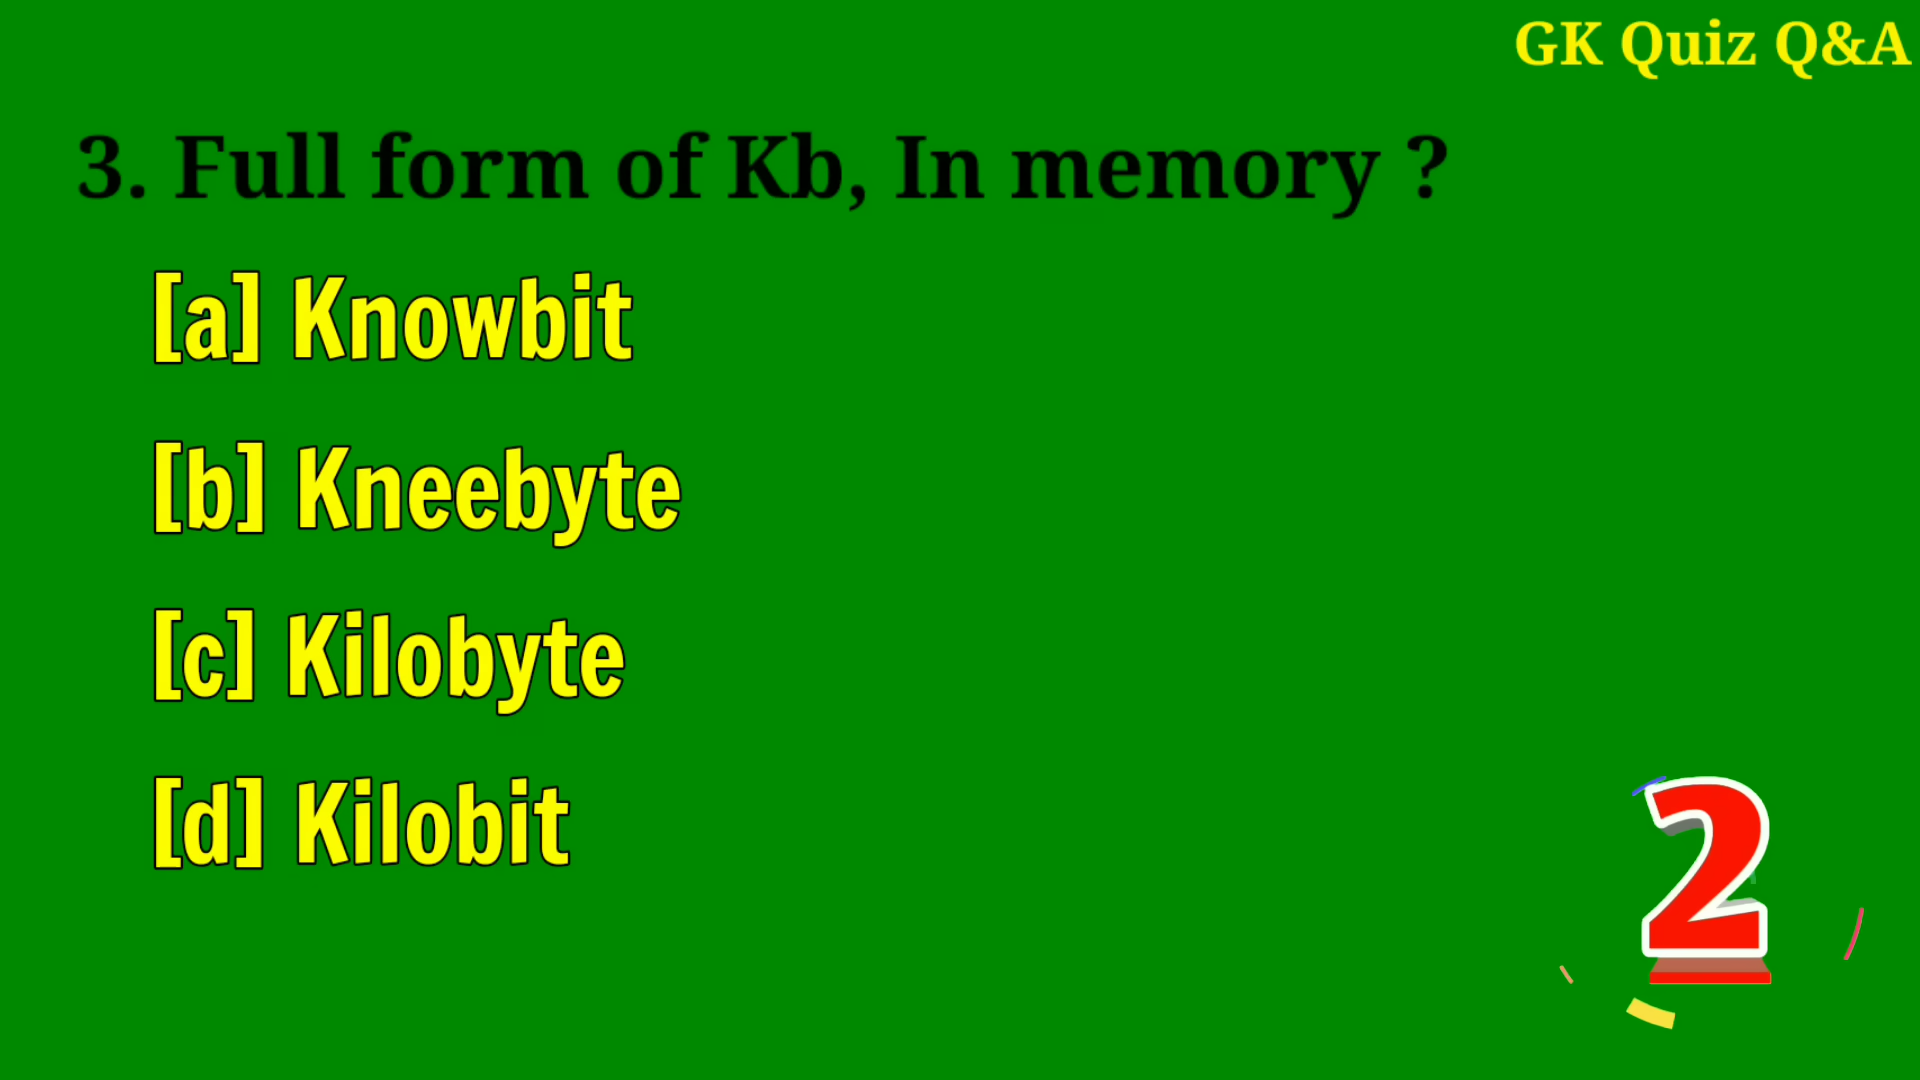 GK Quiz Q&A
3. Full form of Kb, In memory ?
[a] Knowbit
[b] Kneebyte
[c] Kilobyte
[d] Kilobit
2